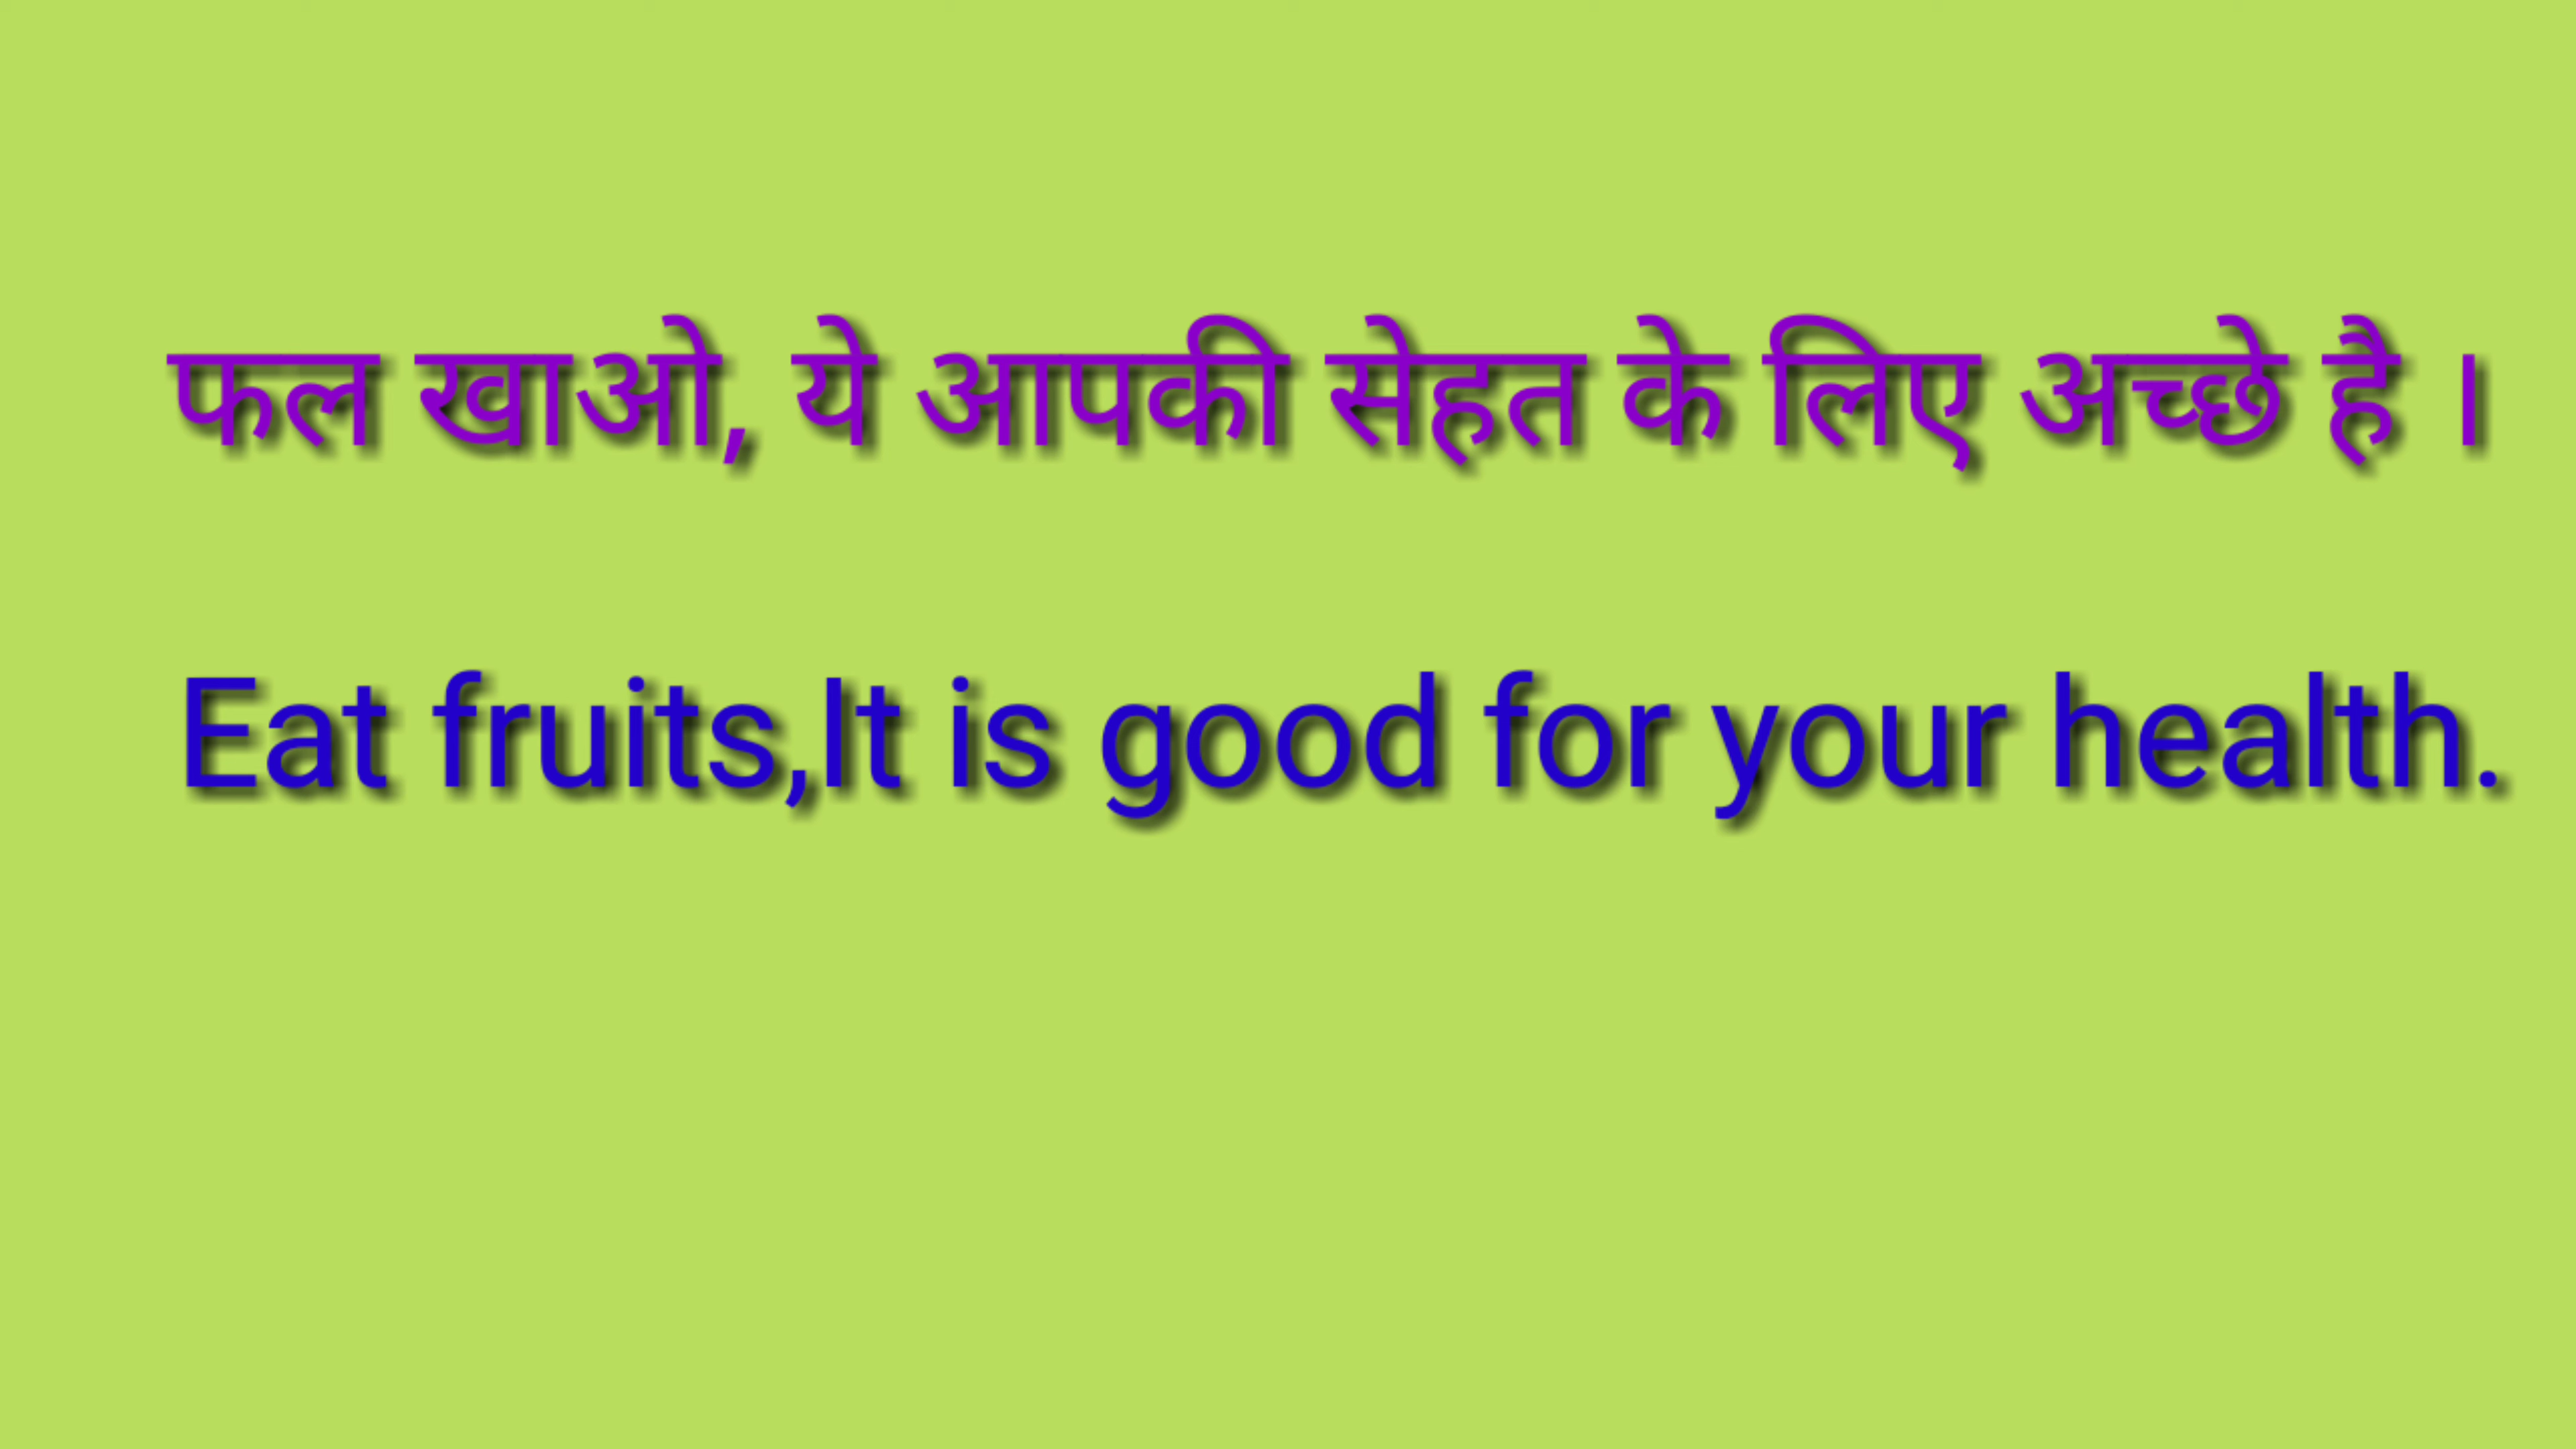 फल खाओ, ये आपकी सेहत के लिए अच्छे है ।
Eat fruits,It is good for your health.